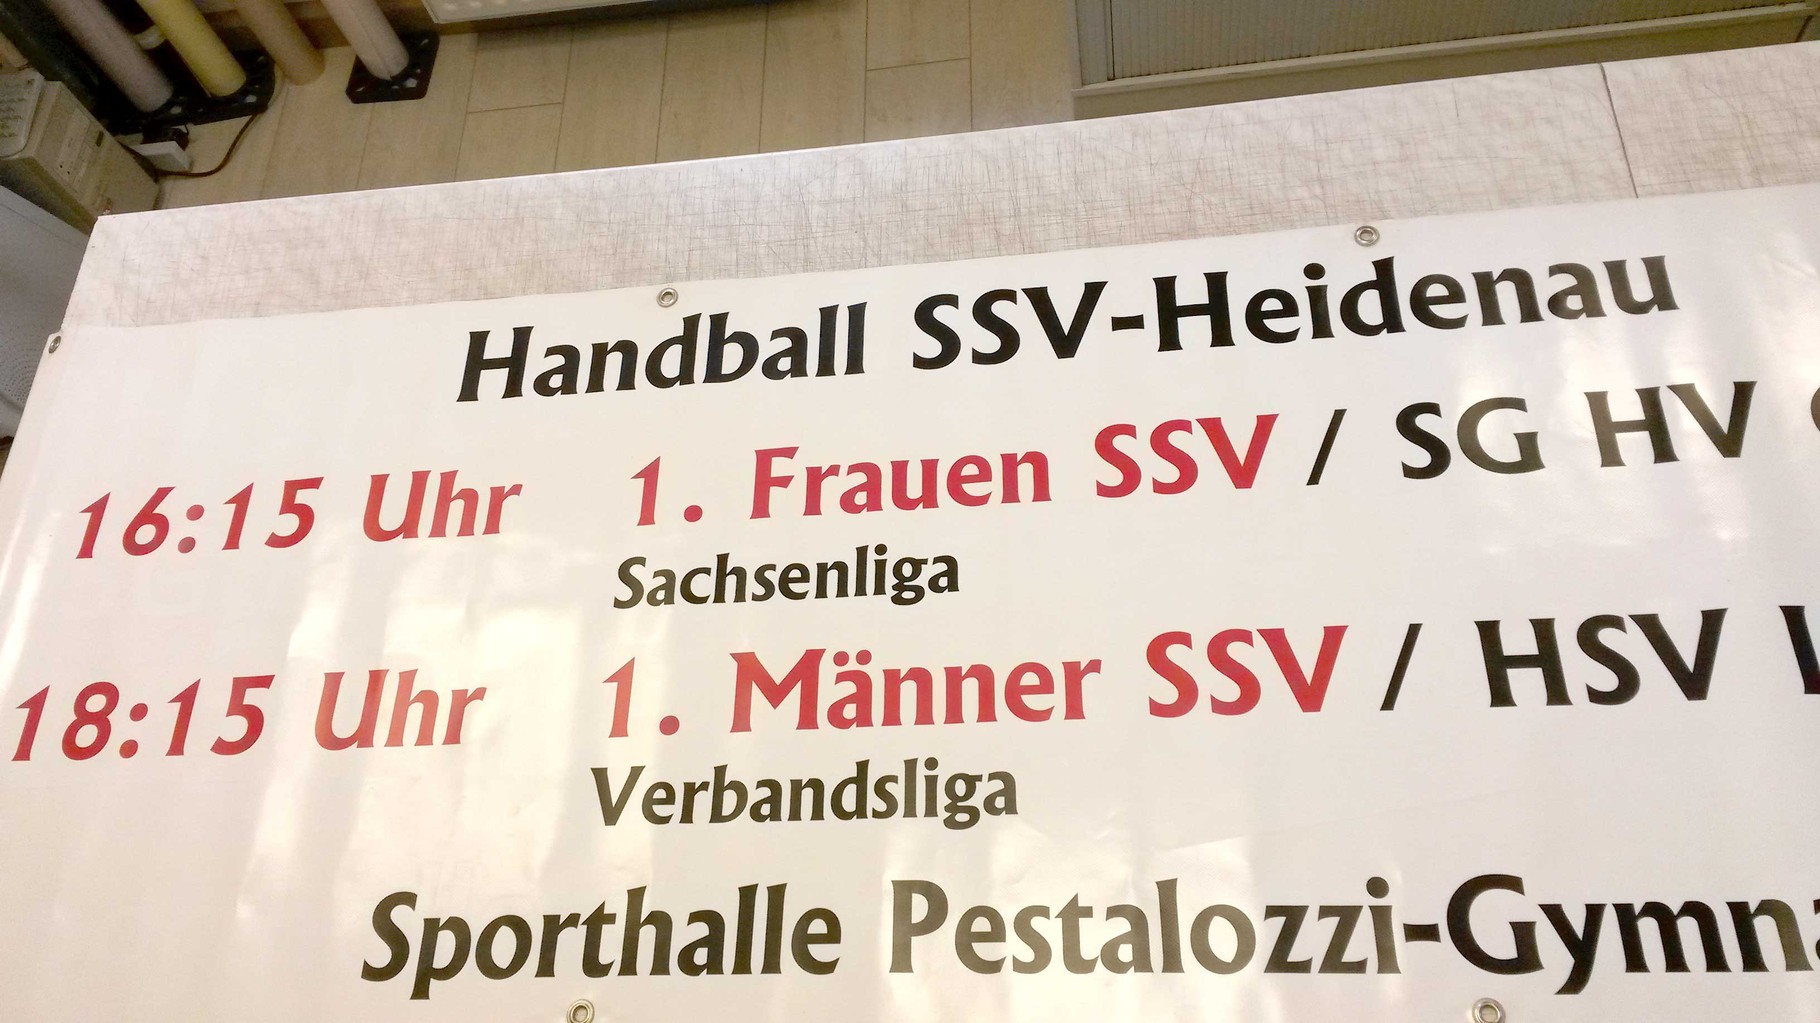 Handball SSV-Heidenau
16:15 Uhr 1. Frauen SSV / SG HV
Sachsenliga
18:15 Uhr 1. Männer SSV / HSV
Verbandsliga
Sporthalle Pestalozzi-Gymna